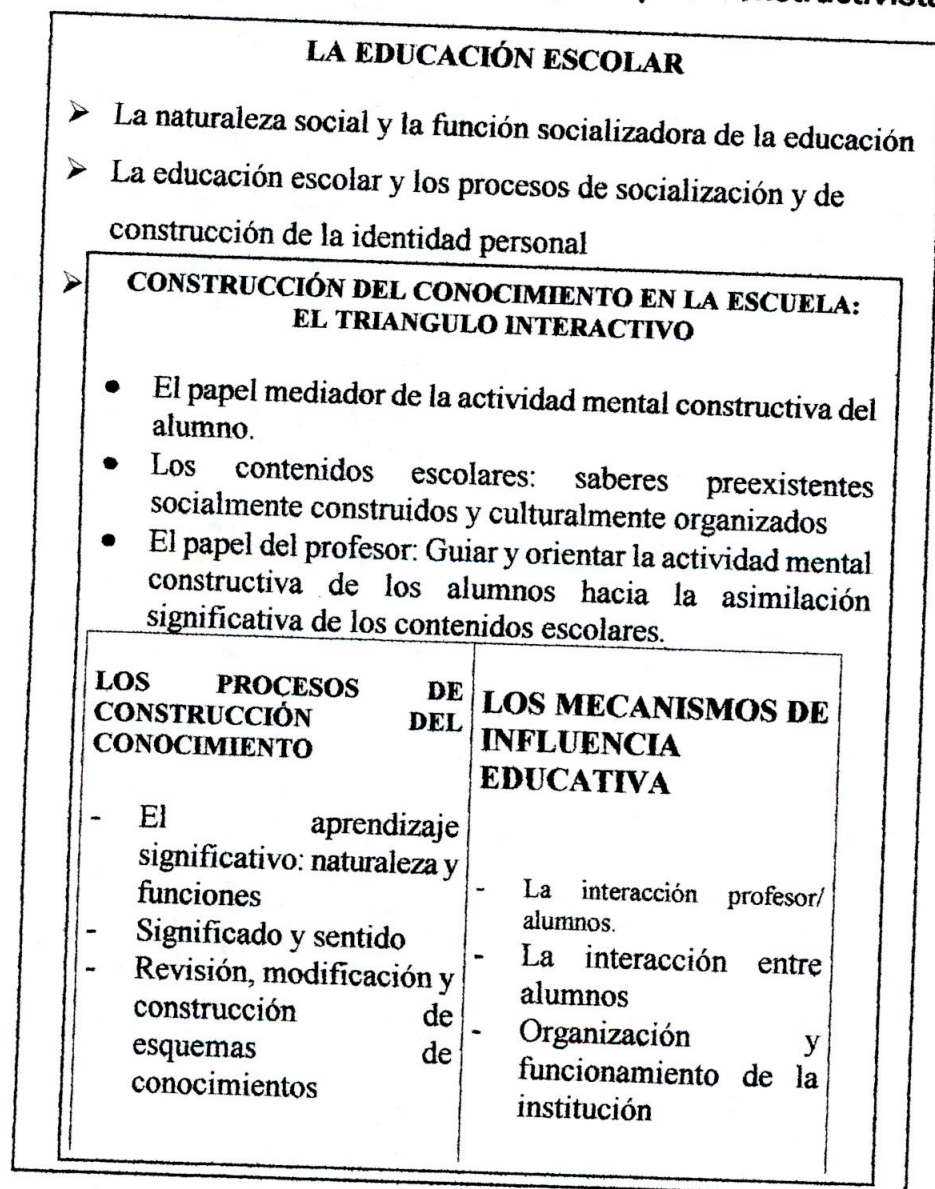 LA EDUCACIÓN ESCOLAR
➤ La naturaleza social y la función socializadora de la educación
➤ La educación escolar y los procesos de socialización y de
construcción de la identidad personal
➤ CONSTRUCCIÓN DEL CONOCIMIENTO EN LA ESCUELA:
EL TRIANGULO INTERACTIVO
• El papel mediador de la actividad mental constructiva del
alumno.
• Los contenidos escolares: saberes preexistentes
socialmente construidos y culturalmente organizados
• El papel del profesor: Guiar y orientar la actividad mental
constructiva de los alumnos hacia la asimilación
significativa de los contenidos escolares.
LOS PROCESOS DE
CONSTRUCCIÓN DEL
CONOCIMIENTO
- El aprendizaje
significativo: naturaleza y
funciones
- Significado y sentido
- Revisión, modificación y
construcción de
esquemas de
conocimientos
LOS MECANISMOS DE
INFLUENCIA
EDUCATIVA
- La interacción profesor/
alumnos.
- La interacción entre
alumnos
- Organización y
funcionamiento de la
institución